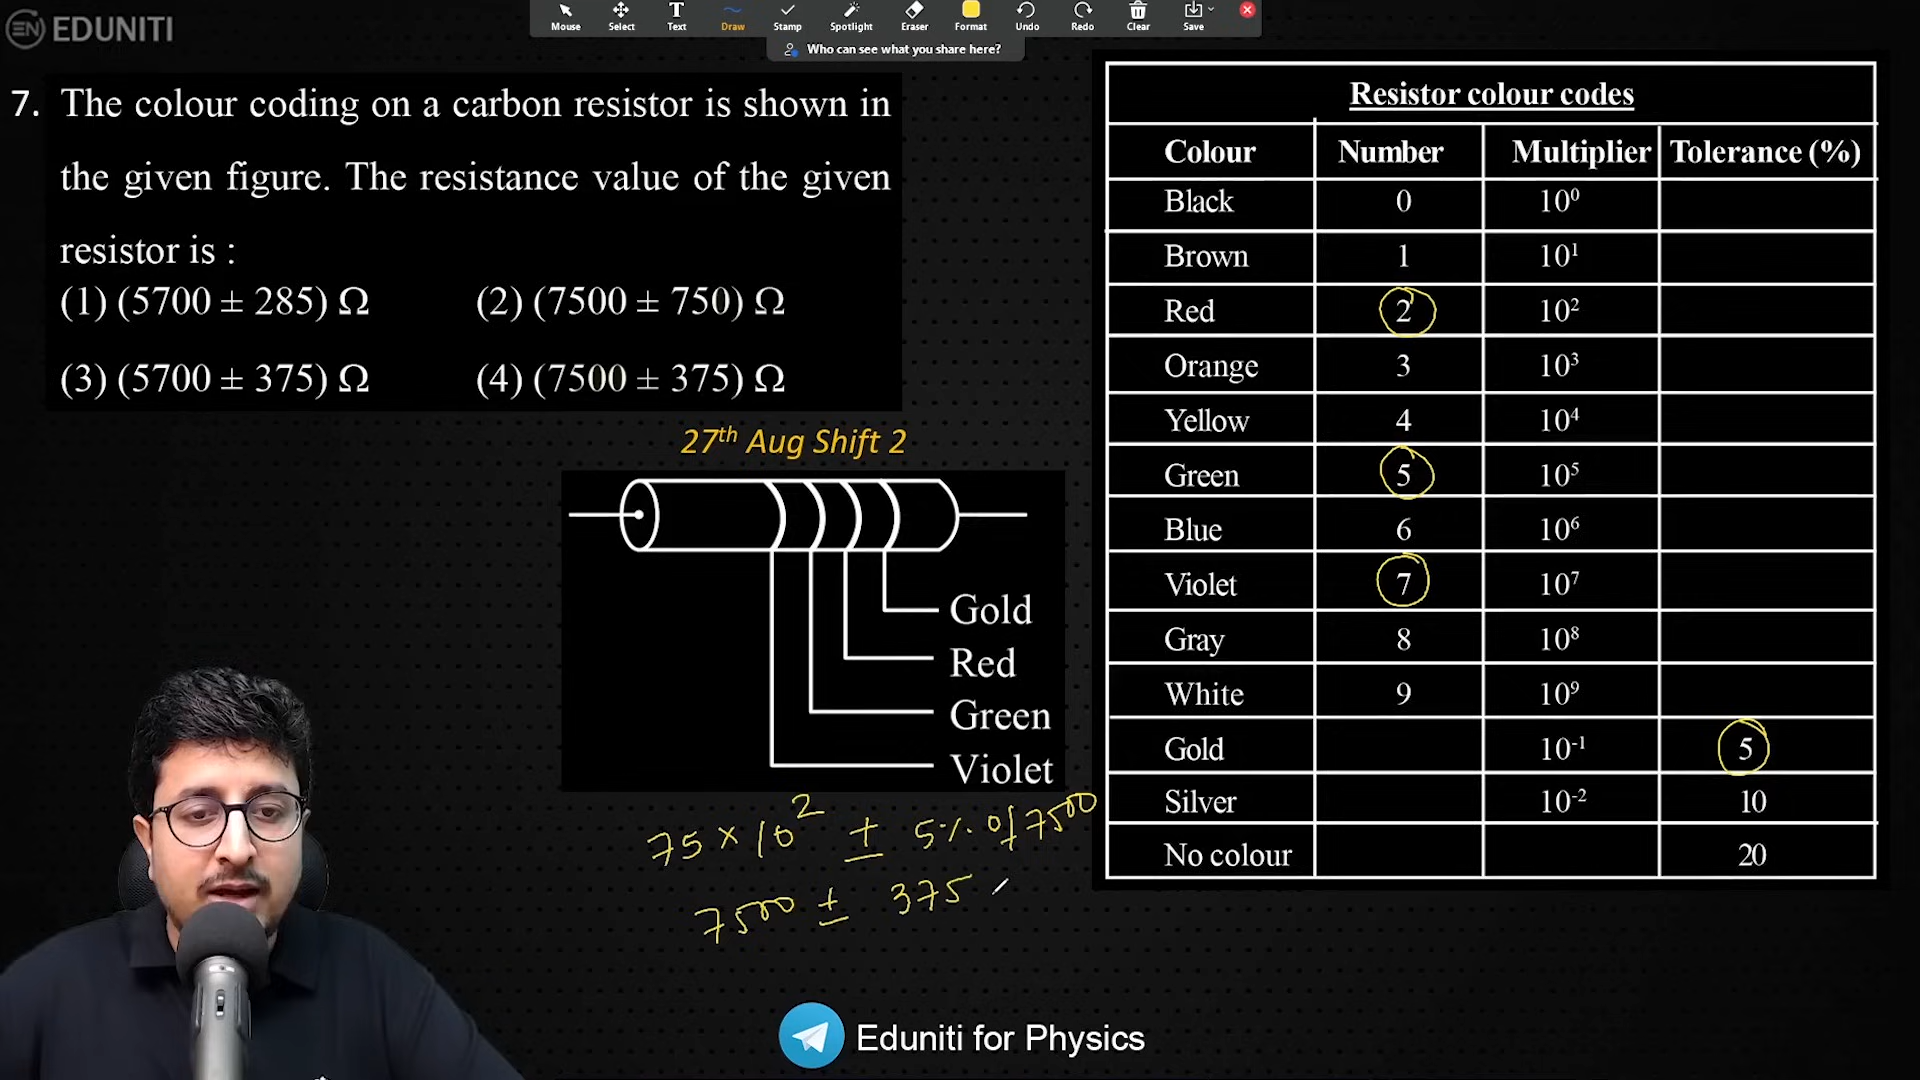 EN EDUNITI
Mouse Select Text Draw Stamp Spotlight Eraser Format Undo Redo Clear Save
Who can see what you share here?
7. The colour coding on a carbon resistor is shown in
the given figure. The resistance value of the given
resistor is :
(1) (5700 ± 285) Ω (2) (7500 ± 750) Ω
(3) (5700 ± 375) Ω (4) (7500 ± 375) Ω
27th Aug Shift 2
Gold
Red
Green
Violet
75 × 10² ± 5% of 7500
7500 ± 375
Resistor colour codes
Colour Number Multiplier Tolerance (%)
Black 0 10⁰
Brown 1 10¹
Red 2 10²
Orange 3 10³
Yellow 4 10⁴
Green 5 10⁵
Blue 6 10⁶
Violet 7 10⁷
Gray 8 10⁸
White 9 10⁹
Gold 10⁻¹ 5
Silver 10⁻² 10
No colour 20
Eduniti for Physics